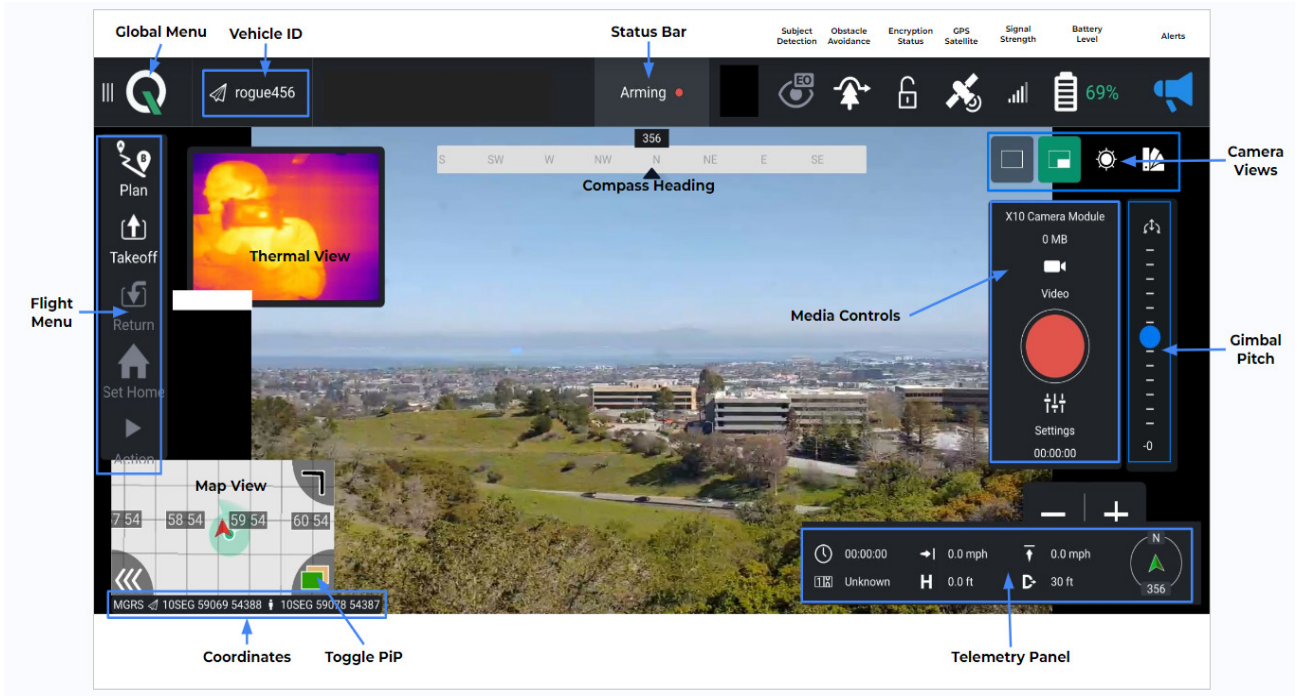 Global Menu
Vehicle ID
Status Bar
Subject Detection
Obstacle Avoidance
Encryption Status
GPS Satellite
Signal Strength
Battery Level
Alerts
rogue456
Arming
EO
69%
356
S SW W NW N NE E SE
Compass Heading
Camera Views
A
B
Plan
Takeoff
Return
Set Home
Action
Flight Menu
Thermal View
X10 Camera Module
0 MB
Video
Settings
00:00:00
Media Controls
Gimbal Pitch
-0
Map View
7 54 58 54 59 54 60 54
MGRS 10SEG 59069 54388 10SEG 59078 54387
00:00:00 0.0 mph 0.0 mph
Unknown H 0.0 ft 30 ft
N
356
Coordinates
Toggle PiP
Telemetry Panel